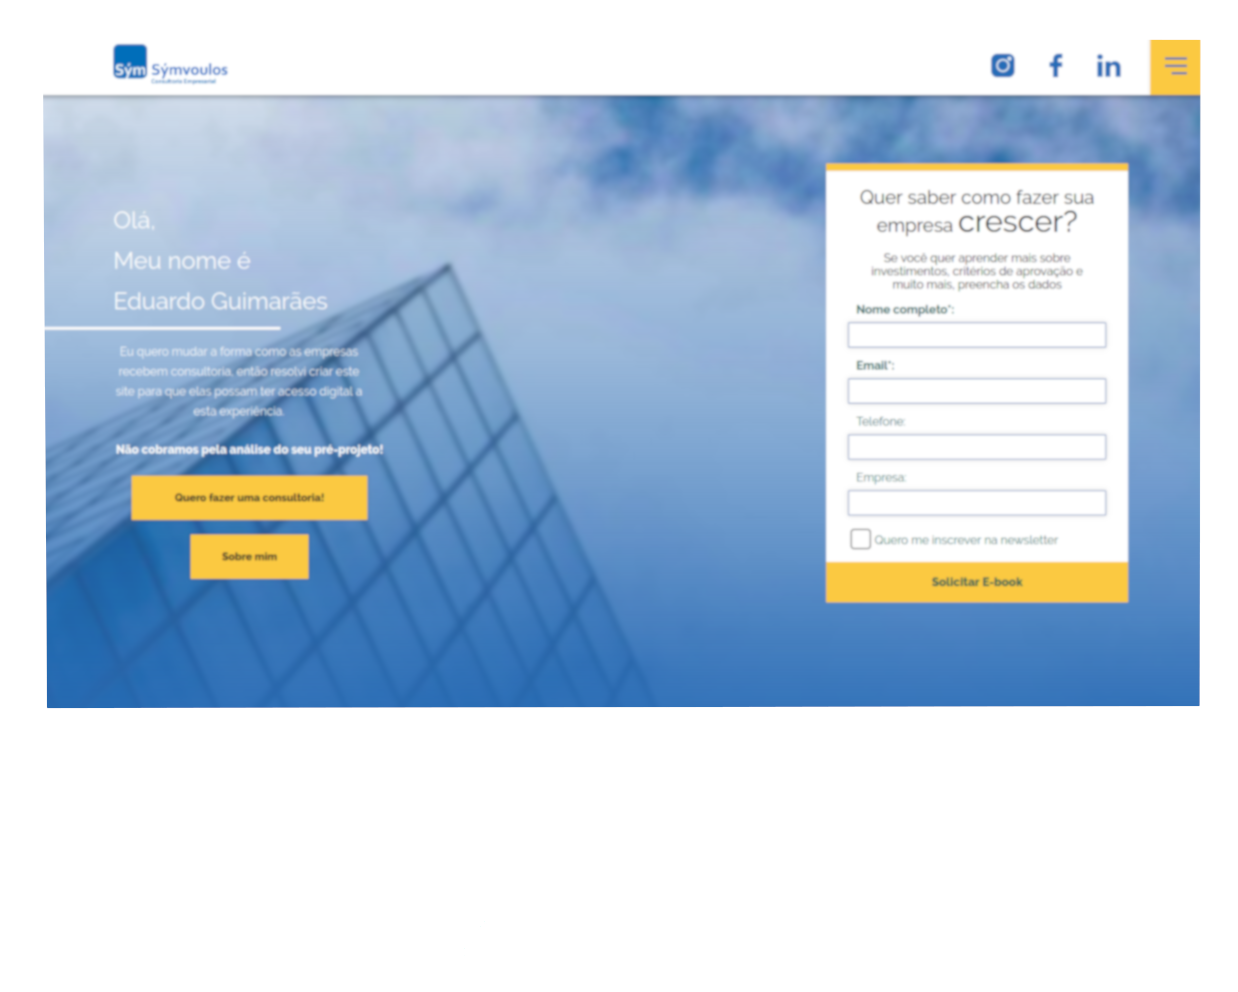 Sým Sýmvoulos
Consultoria Empresarial
Olá,
Meu nome é
Eduardo Guimarães
Eu quero mudar a forma como as empresas
recebem consultoria, então resolvi criar este
site para que elas possam ter acesso digital a
esta experiência.
Não cobramos pela análise do seu pré-projeto!
Quero fazer uma consultoria!
Sobre mim
Quer saber como fazer sua
empresa crescer?
Se você quer aprender mais sobre
investimentos, critérios de aprovação e
muito mais, preencha os dados
Nome completo*:
Email*:
Telefone:
Empresa:
Quero me inscrever na newsletter
Solicitar E-book